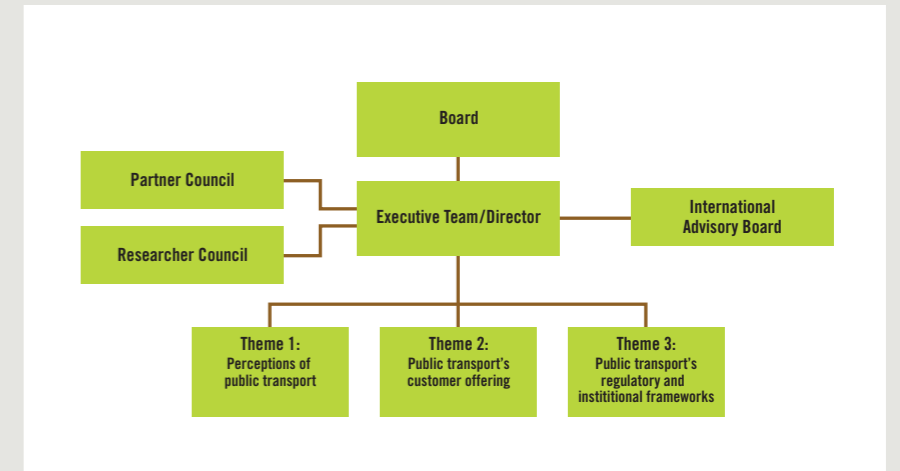 Board
Partner Council
Executive Team/Director
International
Advisory Board
Researcher Council
Theme 1:
Perceptions of
public transport
Theme 2:
Public transport's
customer offering
Theme 3:
Public transport's
regulatory and
instititional frameworks